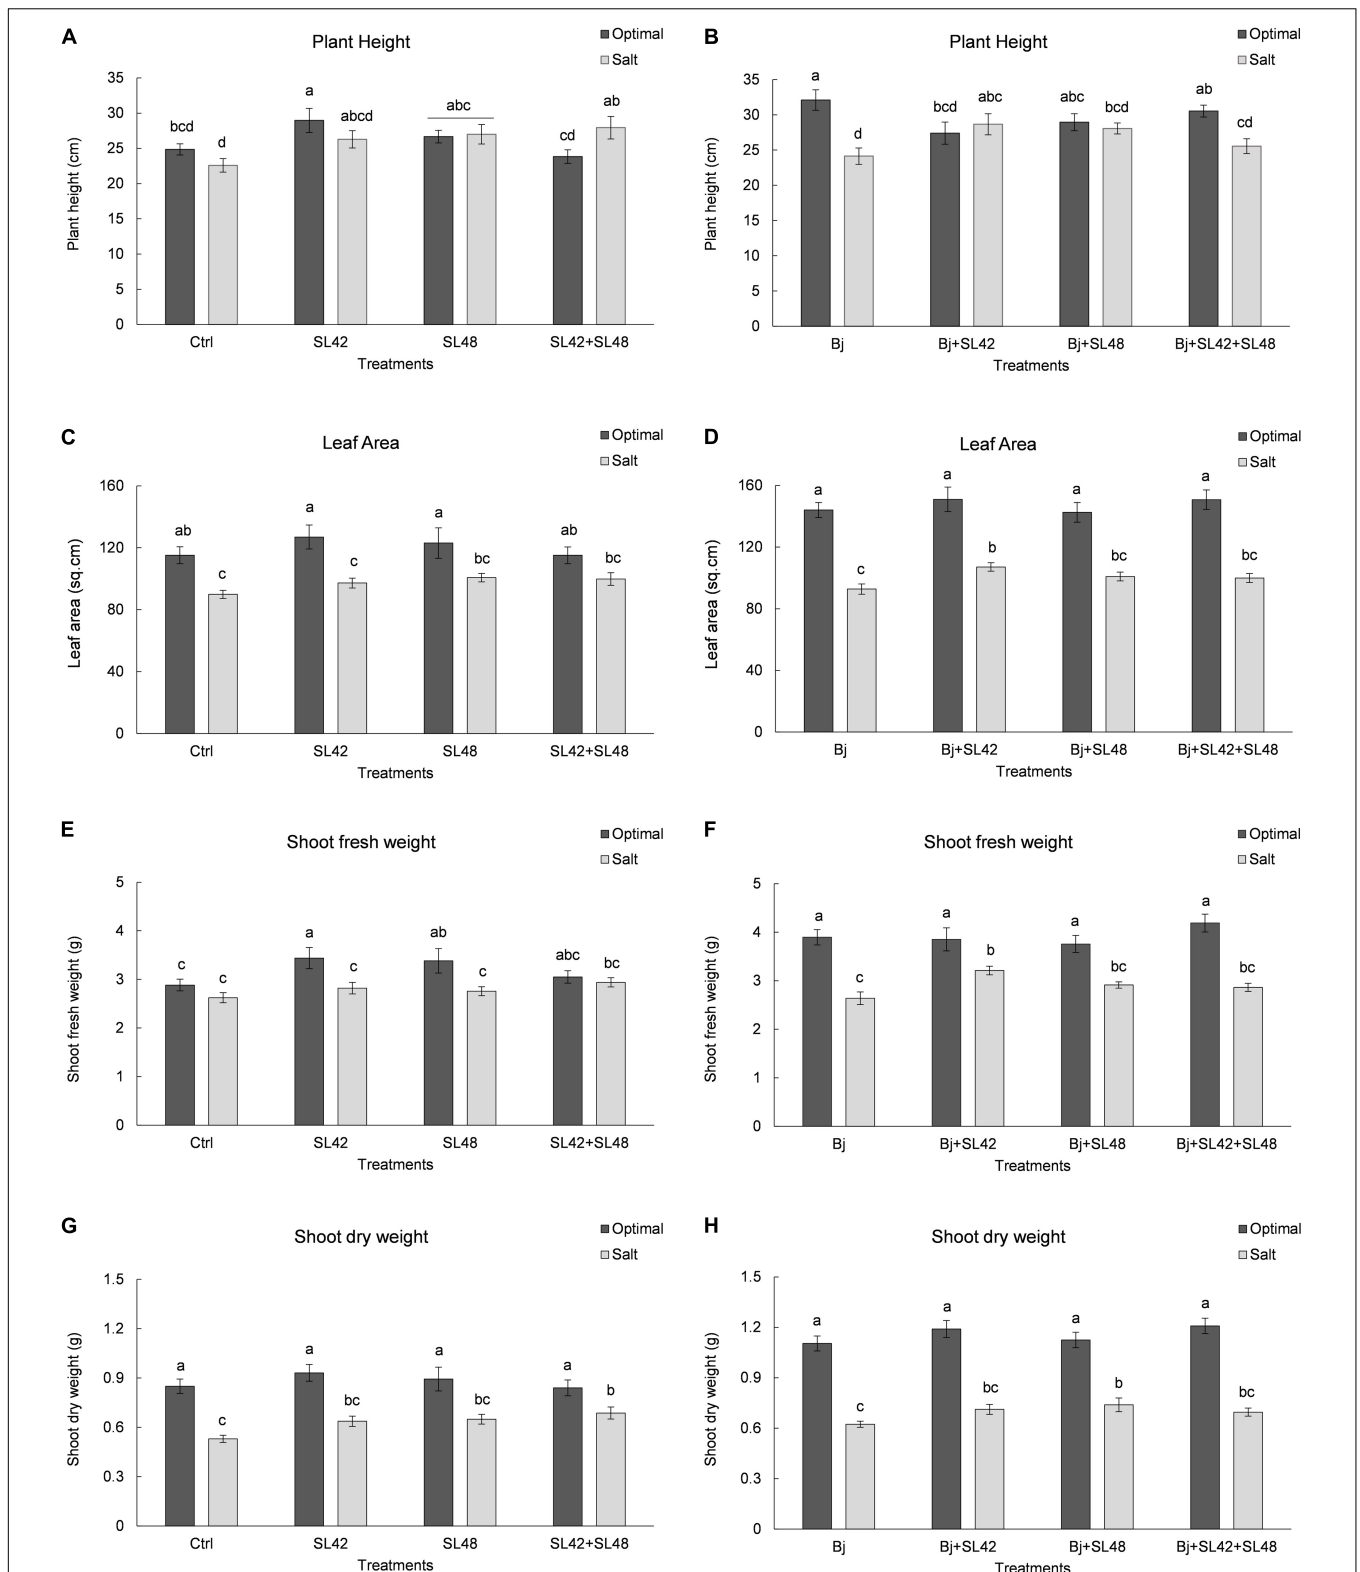 A
Plant Height
Optimal
Salt
35
30
25
20
15
10
5
0
Plant height (cm)
bcd
d
a
abcd
abc
cd
ab
Ctrl
SL42
SL48
SL42+SL48
Treatments
B
Plant Height
Optimal
Salt
35
30
25
20
15
10
5
0
Plant height (cm)
a
d
bcd
abc
abc
bcd
ab
cd
Bj
Bj+SL42
Bj+SL48
Bj+SL42+SL48
Treatments
C
Leaf Area
Optimal
Salt
160
120
80
40
0
Leaf area (sq.cm)
ab
c
a
c
a
bc
ab
bc
Ctrl
SL42
SL48
SL42+SL48
Treatments
D
Leaf Area
Optimal
Salt
160
120
80
40
0
Leaf area (sq.cm)
a
c
a
b
a
bc
a
bc
Bj
Bj+SL42
Bj+SL48
Bj+SL42+SL48
Treatments
E
Shoot fresh weight
Optimal
Salt
5
4
3
2
1
0
Shoot fresh weight (g)
c
c
a
c
ab
c
abc
bc
Ctrl
SL42
SL48
SL42+SL48
Treatments
F
Shoot fresh weight
Optimal
Salt
5
4
3
2
1
0
Shoot fresh weight (g)
a
c
a
b
a
bc
a
bc
Bj
Bj+SL42
Bj+SL48
Bj+SL42+SL48
Treatments
G
Shoot dry weight
Optimal
Salt
1.5
1.2
0.9
0.6
0.3
0
Shoot dry weight (g)
a
c
a
bc
a
bc
a
b
Ctrl
SL42
SL48
SL42+SL48
Treatments
H
Shoot dry weight
Optimal
Salt
1.5
1.2
0.9
0.6
0.3
0
Shoot dry weight (g)
a
c
a
bc
a
b
a
bc
Bj
Bj+SL42
Bj+SL48
Bj+SL42+SL48
Treatments